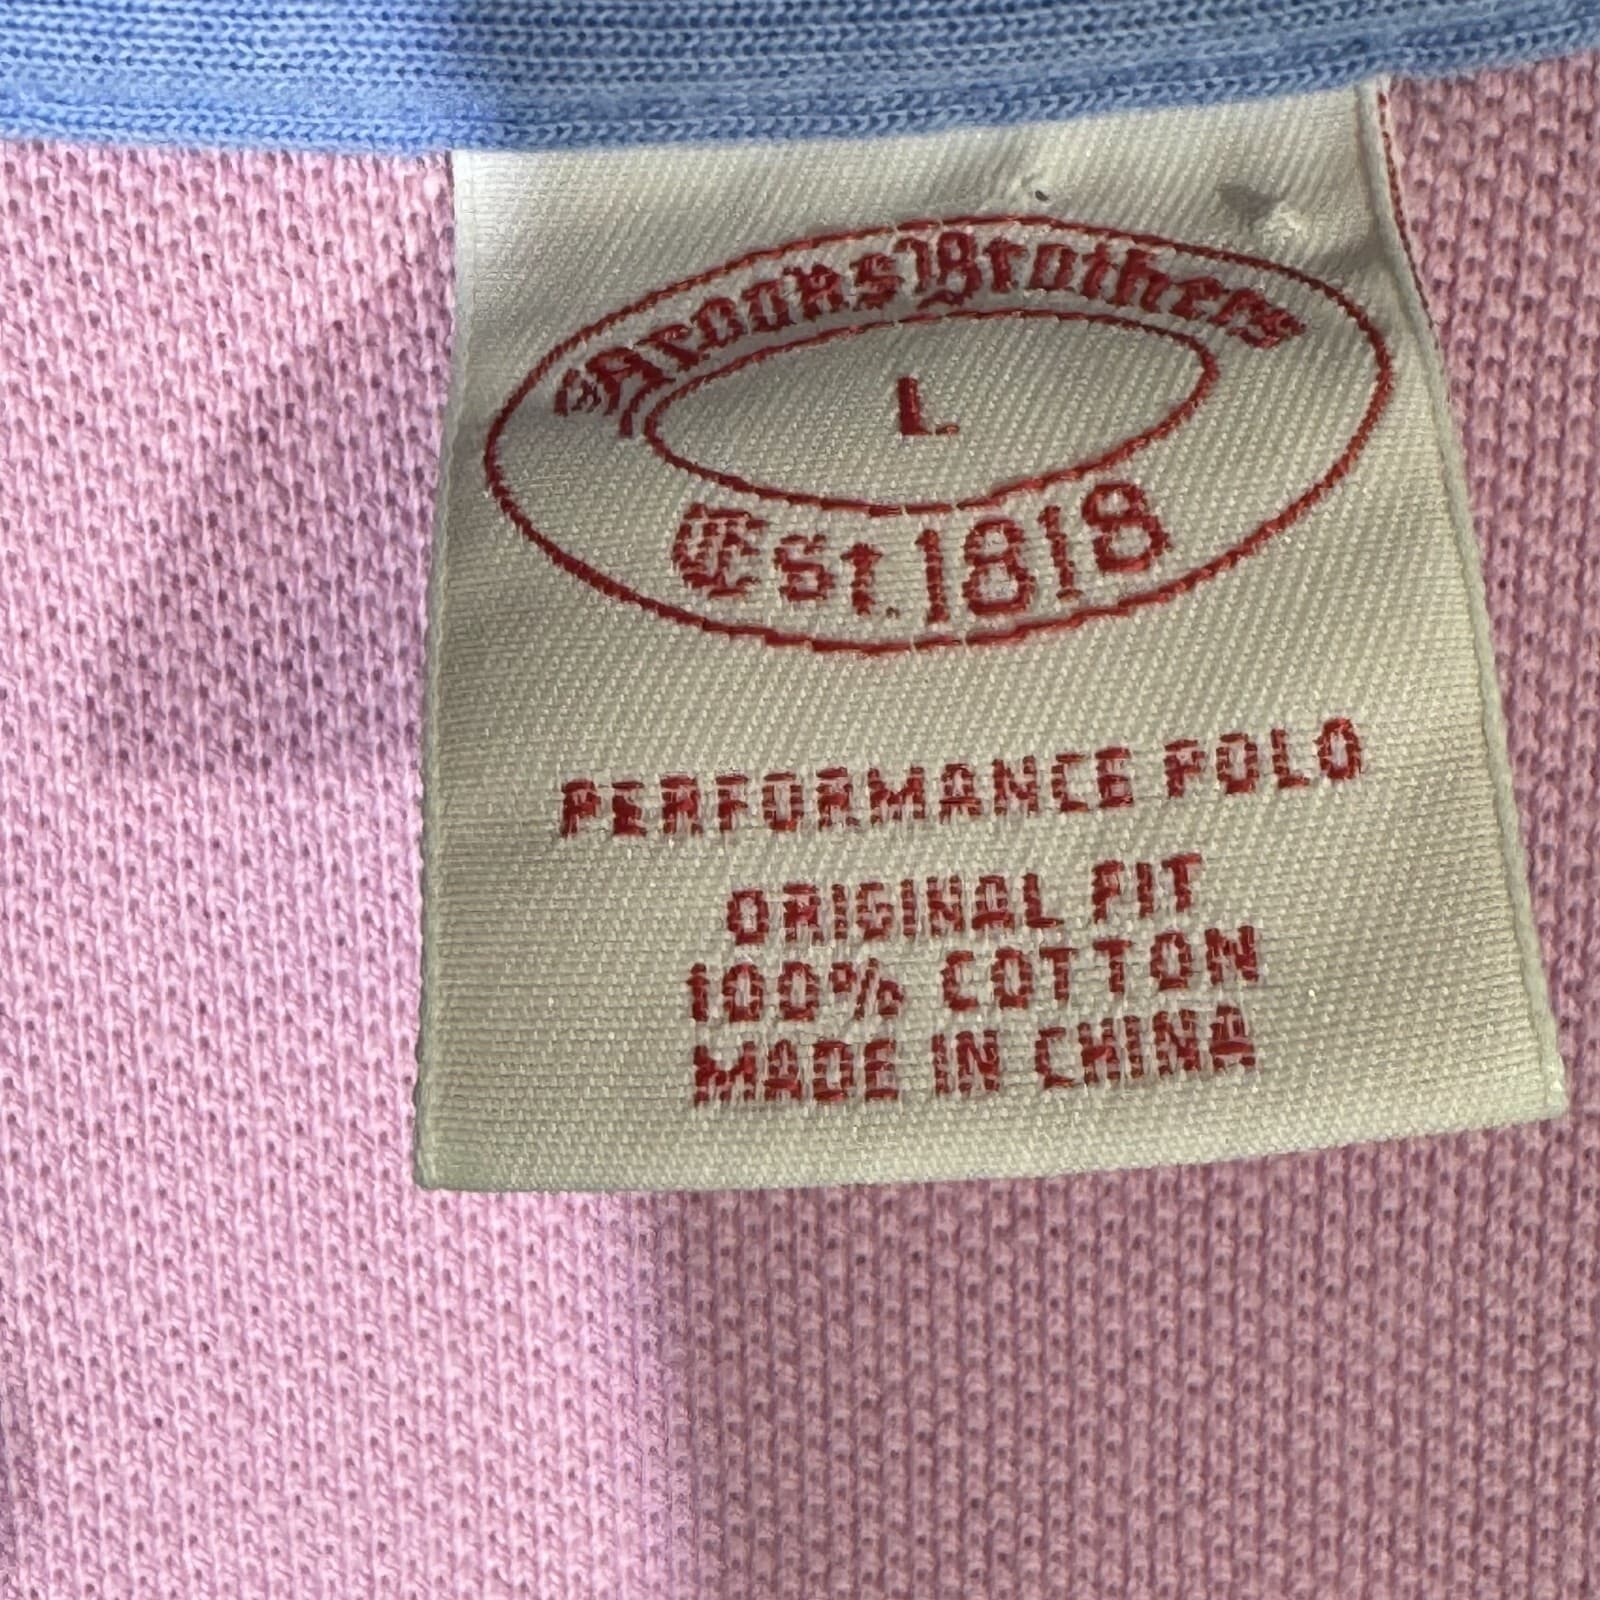 Brooks Brothers
L
Est. 1818
PERFORMANCE POLO
ORIGINAL FIT
100% COTTON
MADE IN CHINA